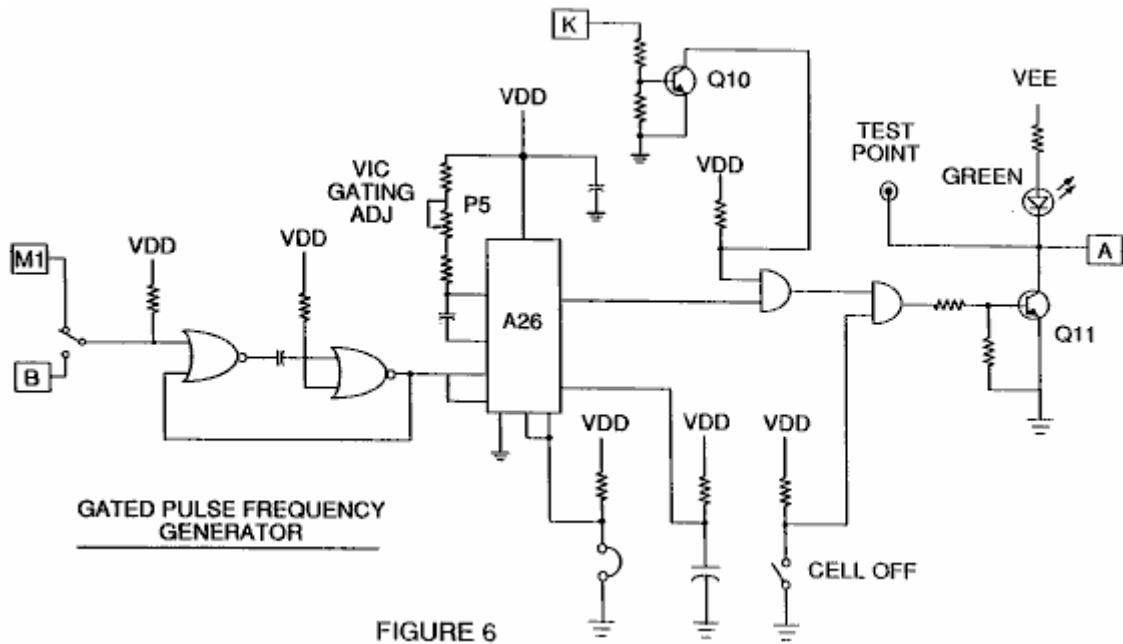 K
Q10
VDD
VEE
TEST
POINT
VIC
GATING
ADJ
P5
VDD
GREEN
M1
VDD
VDD
A
A26
Q11
B
VDD
VDD
VDD
GATED PULSE FREQUENCY
GENERATOR
CELL OFF
FIGURE 6